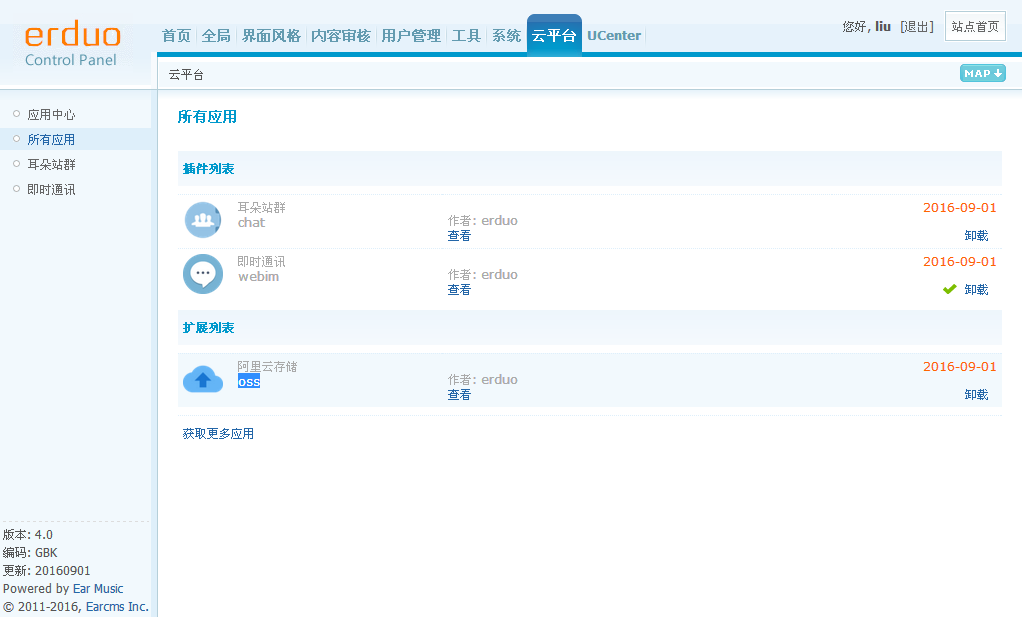 erduo
Control Panel
首页 全局 界面风格 内容审核 用户管理 工具 系统 云平台 UCenter
您好, liu [退出] 站点首页
云平台
MAP
应用中心
所有应用
耳朵站群
即时通讯
所有应用
插件列表
耳朵站群
chat
作者: erduo
查看
2016-09-01
卸载
即时通讯
webim
作者: erduo
查看
2016-09-01
卸载
扩展列表
阿里云存储
oss
作者: erduo
查看
2016-09-01
卸载
获取更多应用
版本: 4.0
编码: GBK
更新: 20160901
Powered by Ear Music
© 2011-2016, Earcms Inc.